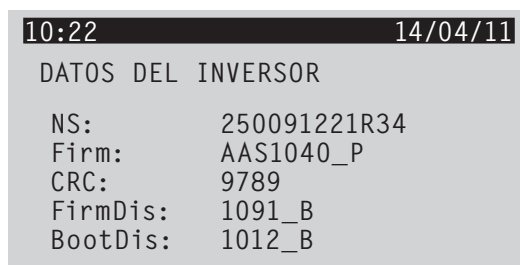 10:22 14/04/11
DATOS DEL INVERSOR
NS: 250091221R34
Firm: AAS1040_P
CRC: 9789
FirmDis: 1091_B
BootDis: 1012_B